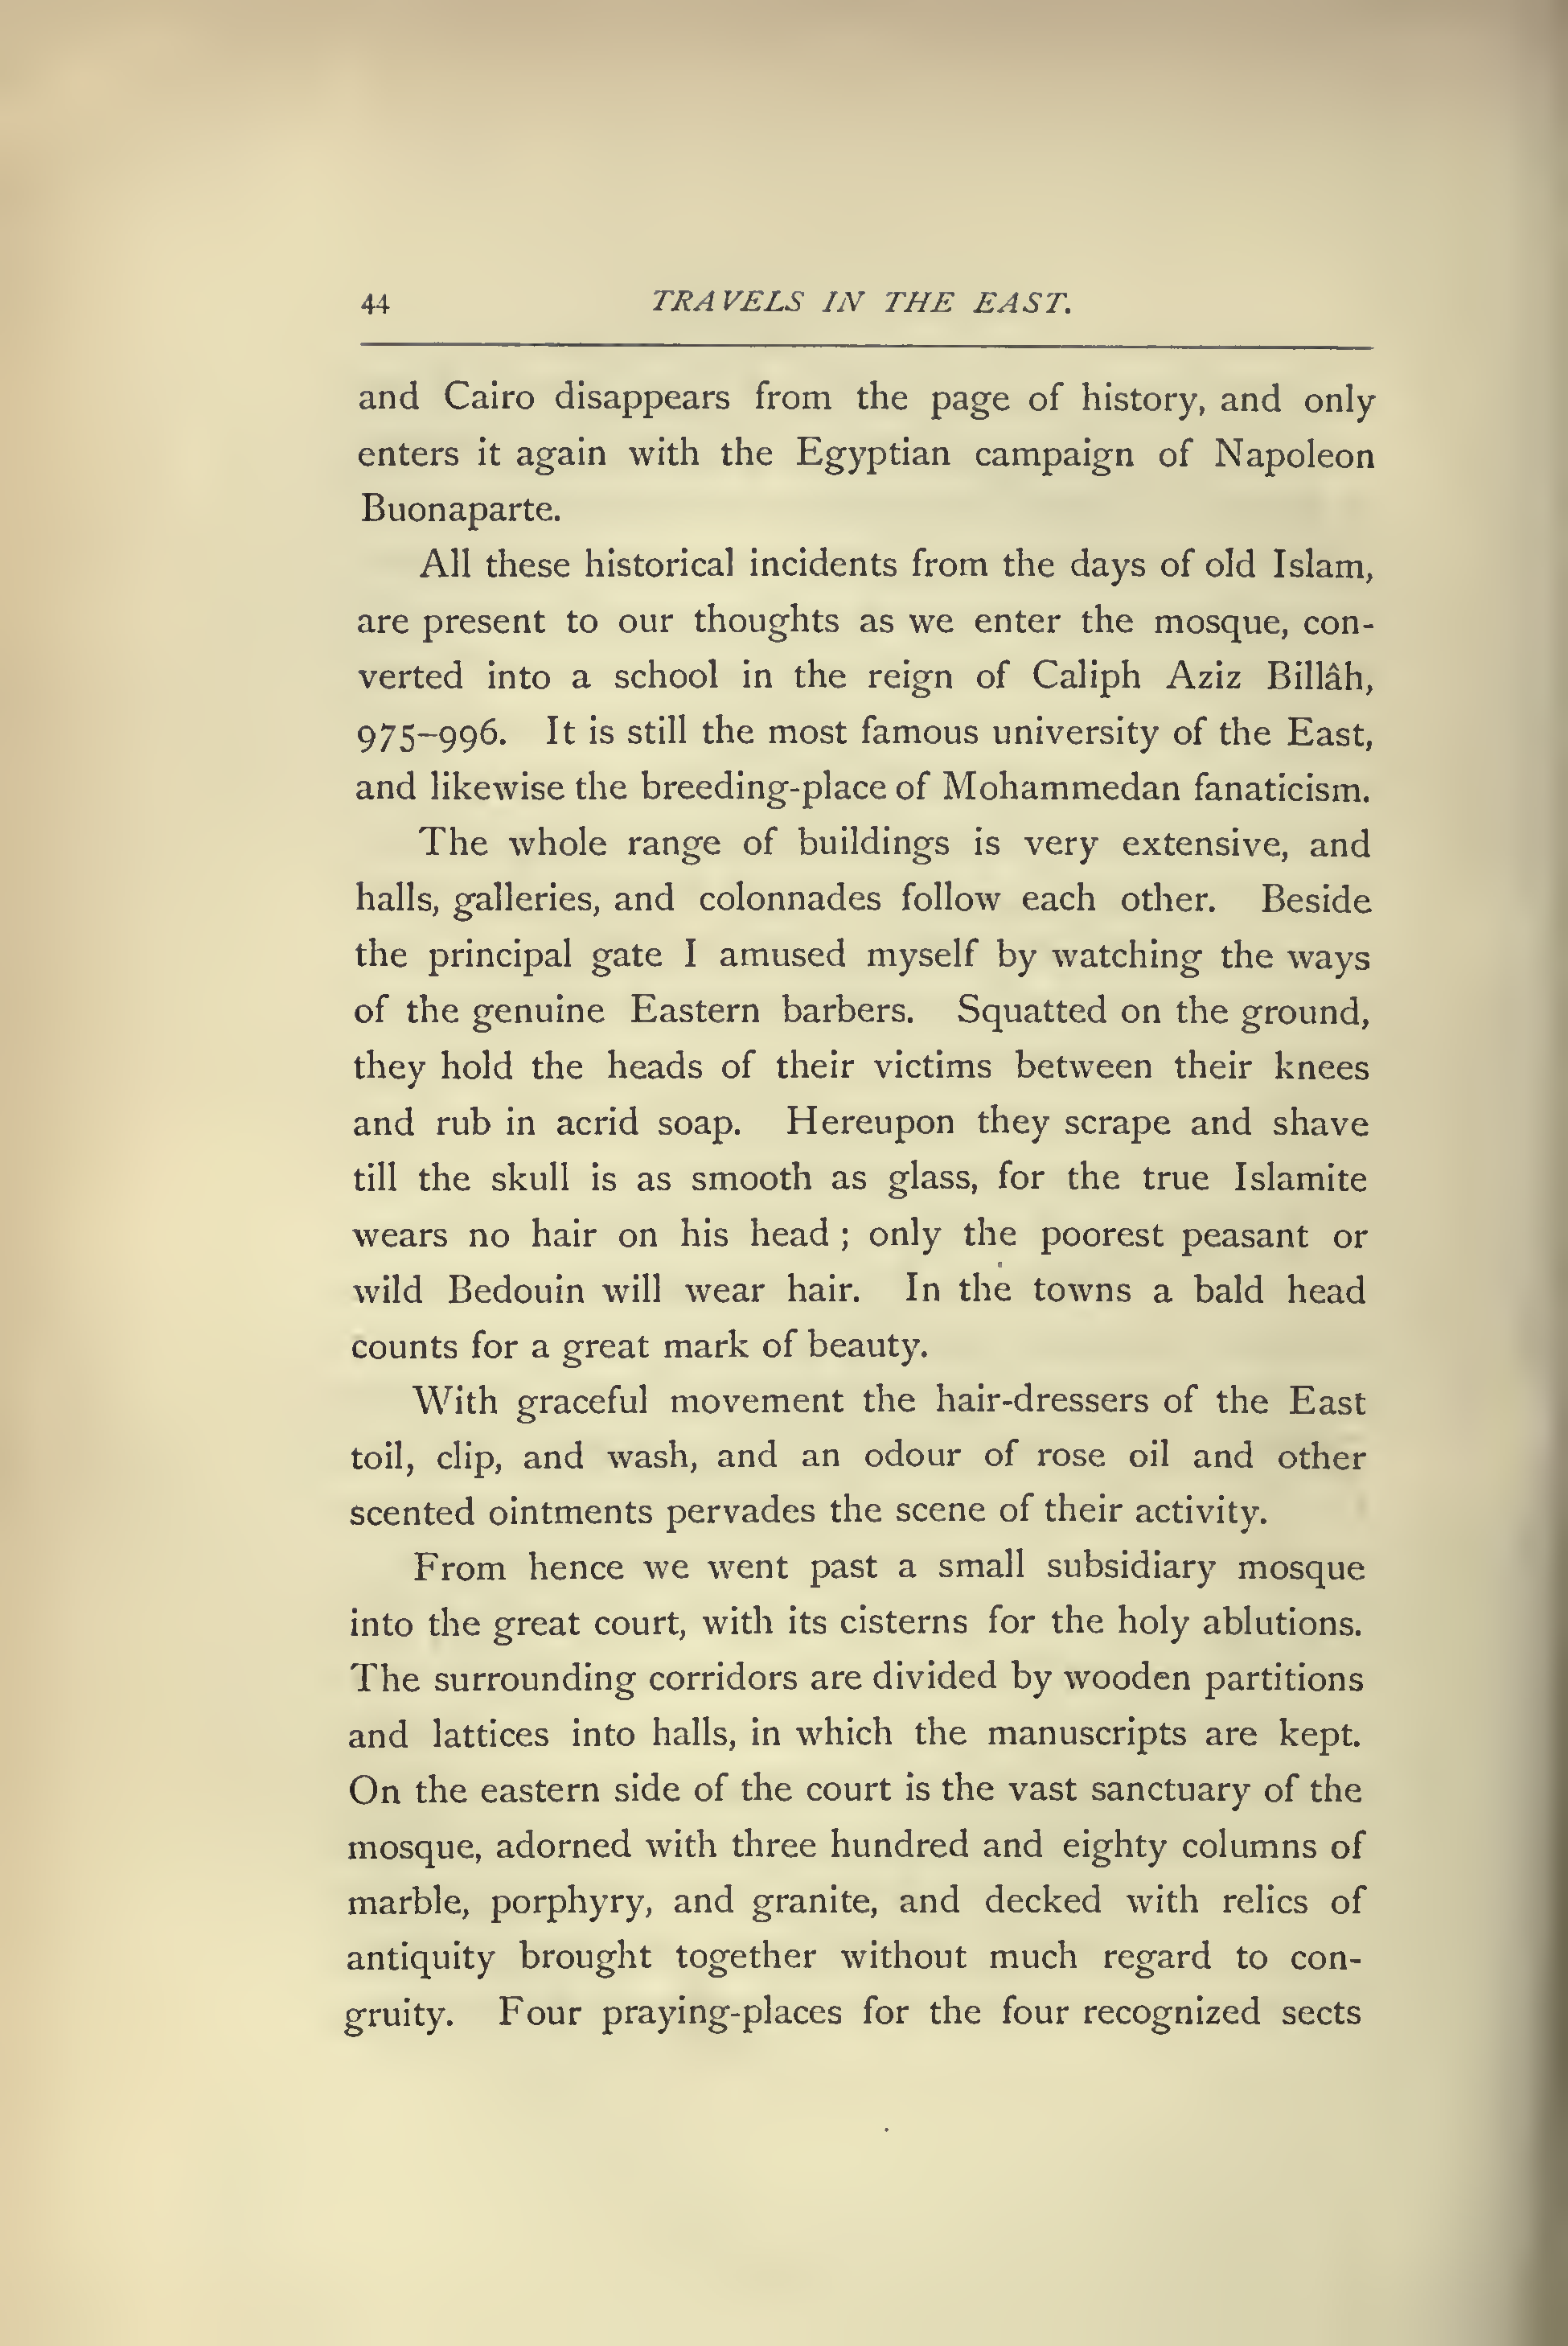 44 TRAVELS IN THE EAST.
and Cairo disappears from the page of history, and only
enters it again with the Egyptian campaign of Napoleon
Buonaparte.
All these historical incidents from the days of old Islam,
are present to our thoughts as we enter the mosque, con-
verted into a school in the reign of Caliph Aziz Billâh,
975–996. It is still the most famous university of the East,
and likewise the breeding-place of Mohammedan fanaticism.
The whole range of buildings is very extensive, and
halls, galleries, and colonnades follow each other. Beside
the principal gate I amused myself by watching the ways
of the genuine Eastern barbers. Squatted on the ground,
they hold the heads of their victims between their knees
and rub in acrid soap. Hereupon they scrape and shave
till the skull is as smooth as glass, for the true Islamite
wears no hair on his head ; only the poorest peasant or
wild Bedouin will wear hair. In the towns a bald head
counts for a great mark of beauty.
With graceful movement the hair-dressers of the East
toil, clip, and wash, and an odour of rose oil and other
scented ointments pervades the scene of their activity.
From hence we went past a small subsidiary mosque
into the great court, with its cisterns for the holy ablutions.
The surrounding corridors are divided by wooden partitions
and lattices into halls, in which the manuscripts are kept.
On the eastern side of the court is the vast sanctuary of the
mosque, adorned with three hundred and eighty columns of
marble, porphyry, and granite, and decked with relics of
antiquity brought together without much regard to con-
gruity. Four praying-places for the four recognized sects